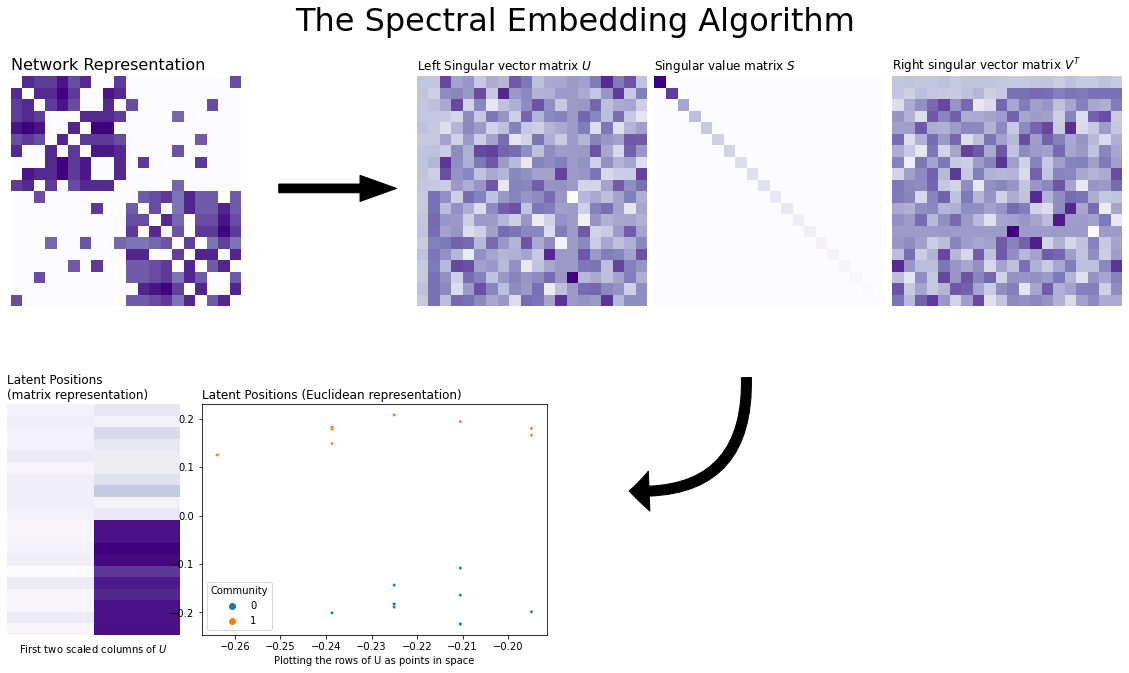 The Spectral Embedding Algorithm
Network Representation
Left Singular vector matrix U
Singular value matrix S
Right singular vector matrix V^T
Latent Positions
(matrix representation)
Latent Positions (Euclidean representation)
0.2
0.1
0.0
−0.1
−0.2
Community
0
1
−0.26
−0.25
−0.24
−0.23
−0.22
−0.21
−0.20
First two scaled columns of U
Plotting the rows of U as points in space